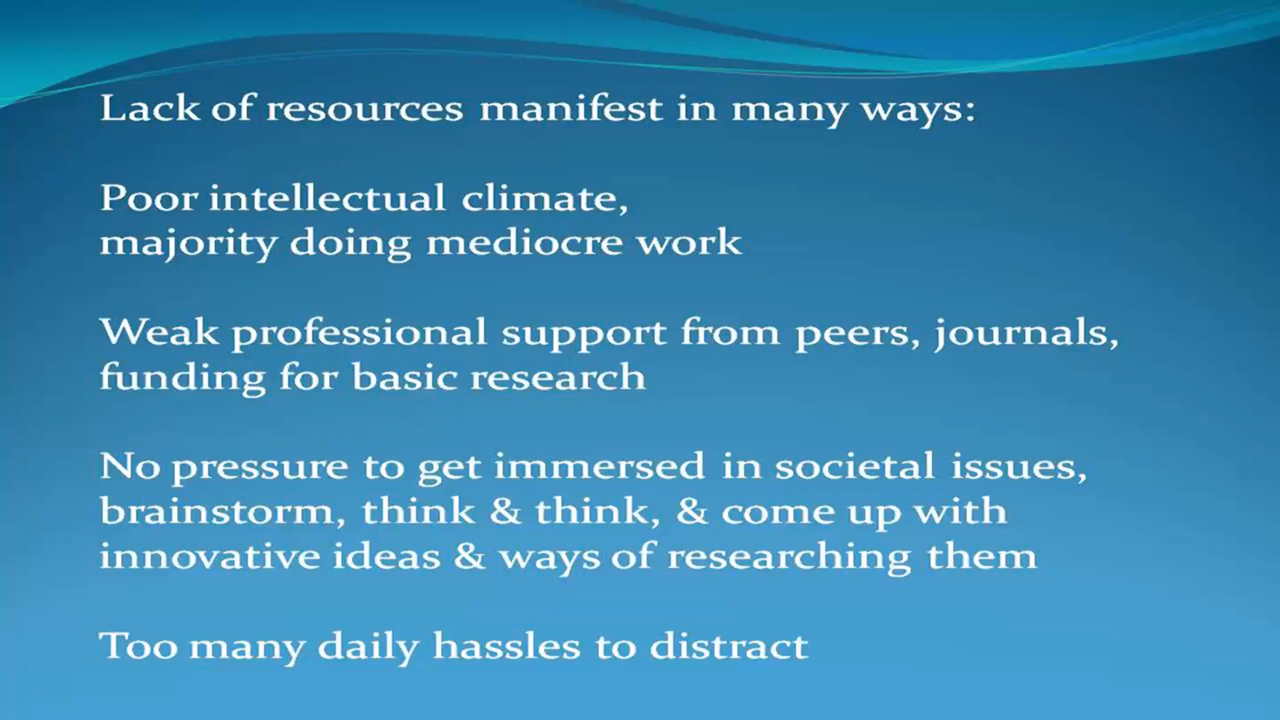 Lack of resources manifest in many ways:
Poor intellectual climate,
majority doing mediocre work
Weak professional support from peers, journals,
funding for basic research
No pressure to get immersed in societal issues,
brainstorm, think & think, & come up with
innovative ideas & ways of researching them
Too many daily hassles to distract